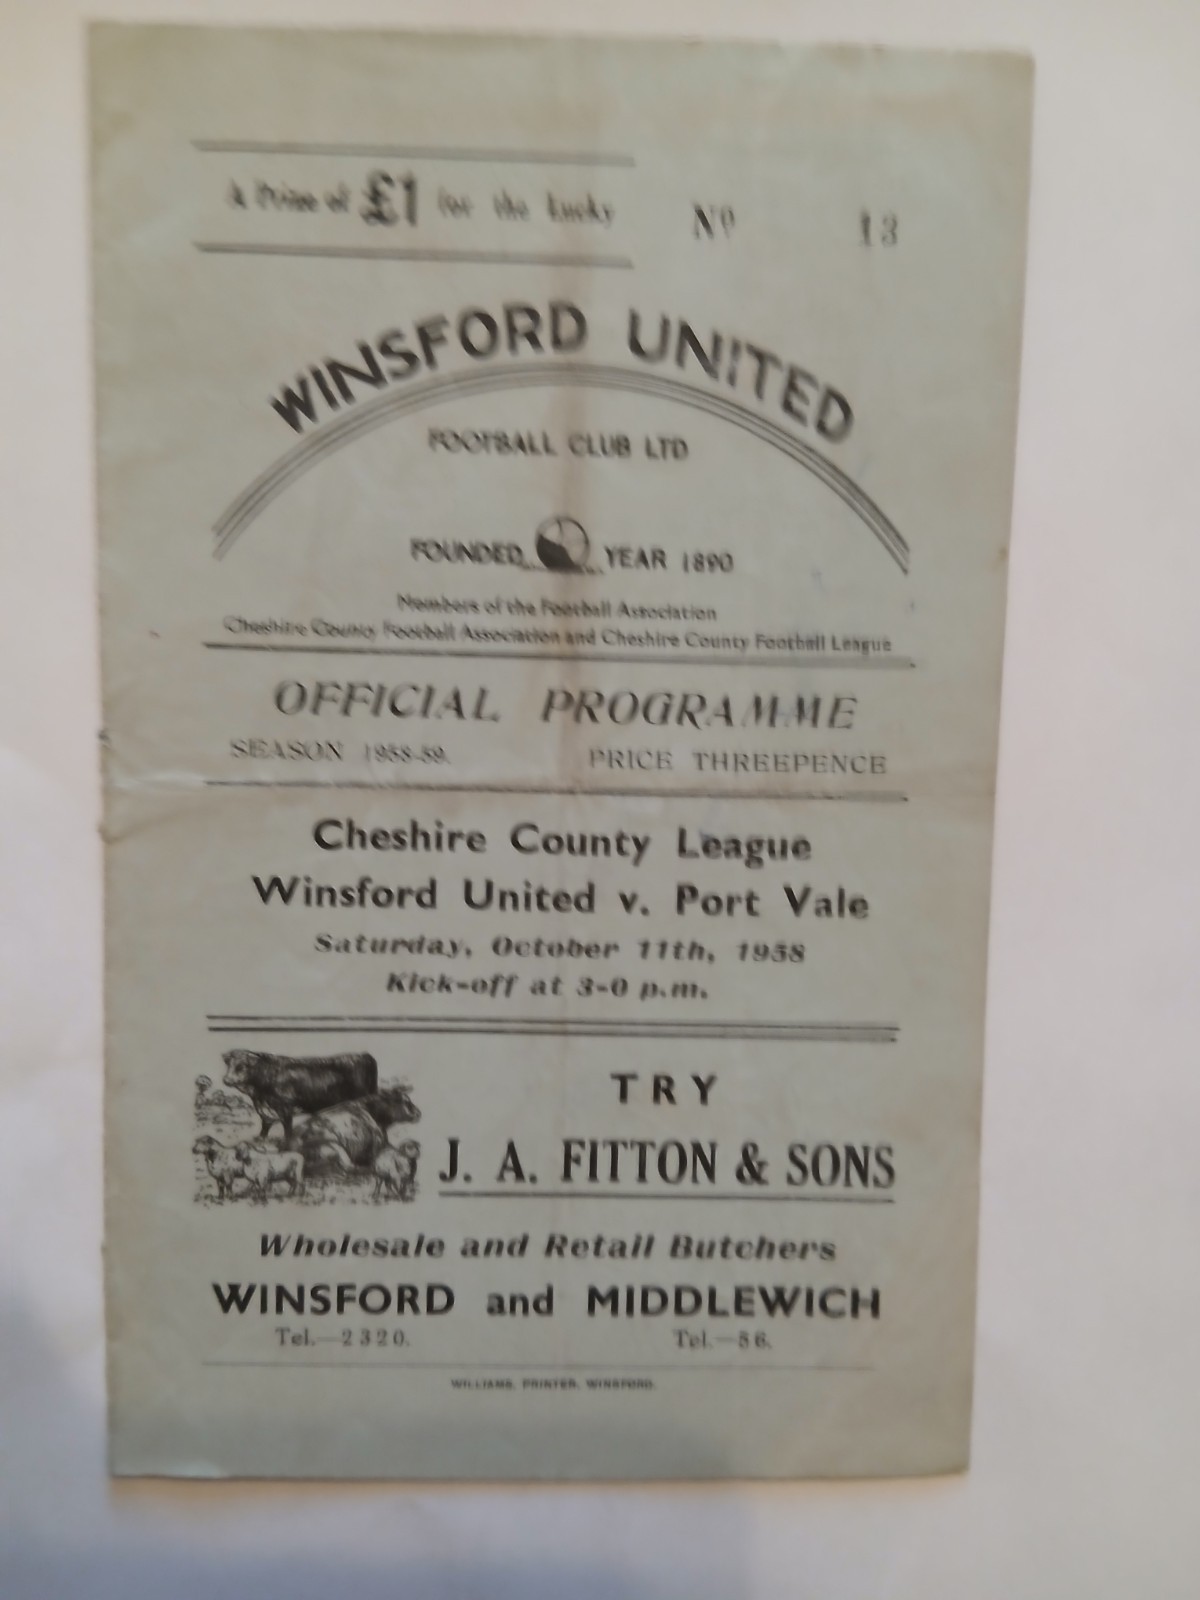 A Prize of £1 for the Lucky Nº 13
WINSFORD UNITED
FOOTBALL CLUB LTD
FOUNDED YEAR 1890
Members of the Football Association
Cheshire County Football Association and Cheshire County Football League
OFFICIAL PROGRAMME
SEASON 1958-59. PRICE THREEPENCE
Cheshire County League
Winsford United v. Port Vale
Saturday, October 11th, 1958
Kick-off at 3-0 p.m.
TRY
J. A. FITTON & SONS
Wholesale and Retail Butchers
WINSFORD and MIDDLEWICH
Tel.—2320. Tel.—56.
WILLIAMS, PRINTER, WINSFORD.